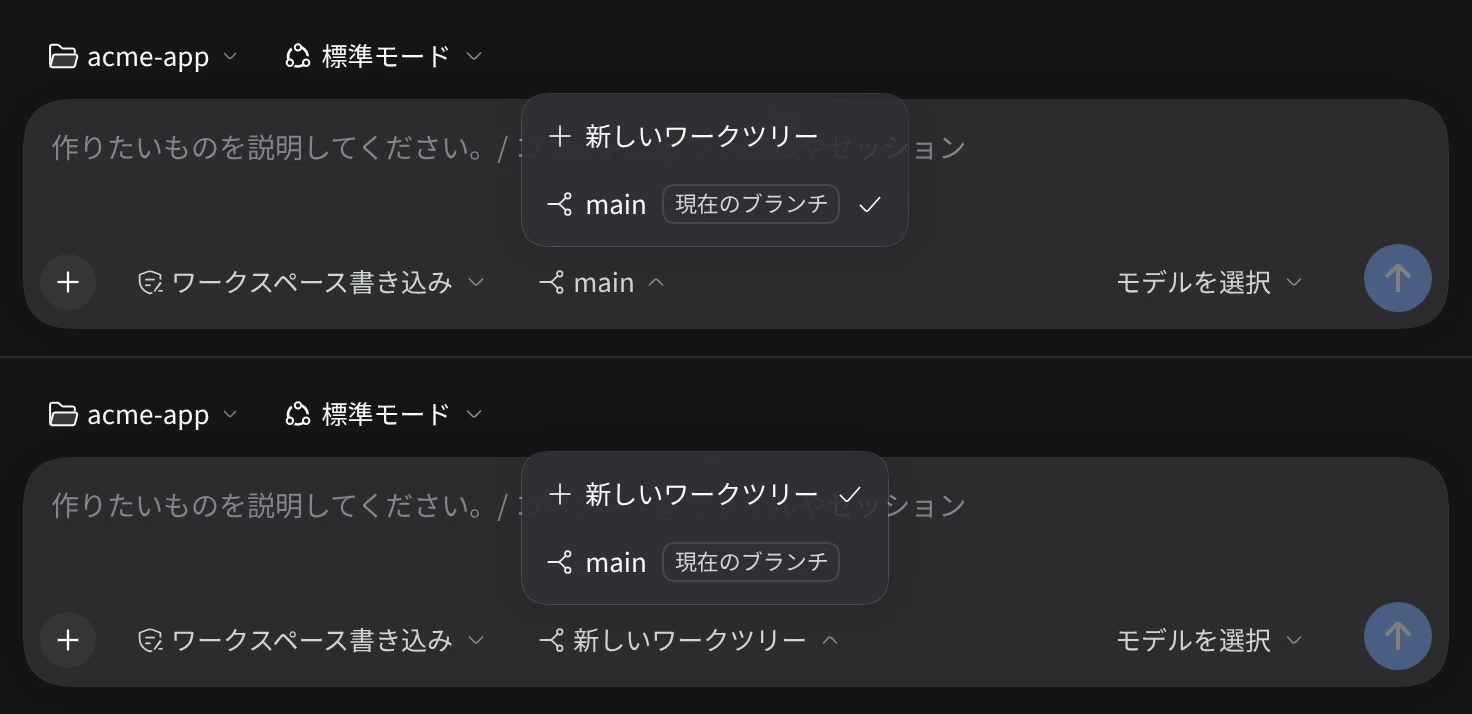 acme-app 標準モード
新しいワークツリー
作りたいものを説明してください。/ セッション
main 現在のブランチ
ワークスペース書き込み main モデルを選択
acme-app 標準モード
新しいワークツリー
作りたいものを説明してください。/ セッション
main 現在のブランチ
ワークスペース書き込み 新しいワークツリー モデルを選択